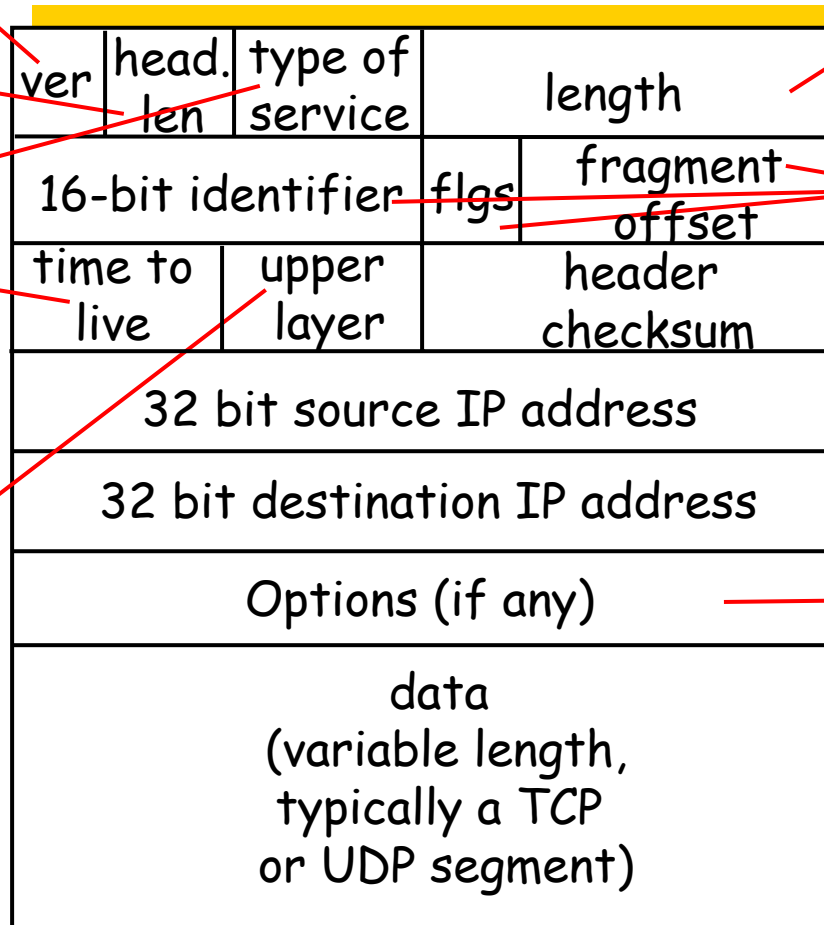 ver
head.
len
type of
service
length
16-bit identifier
flgs
fragment
offset
time to
live
upper
layer
header
checksum
32 bit source IP address
32 bit destination IP address
Options (if any)
data
(variable length,
typically a TCP
or UDP segment)